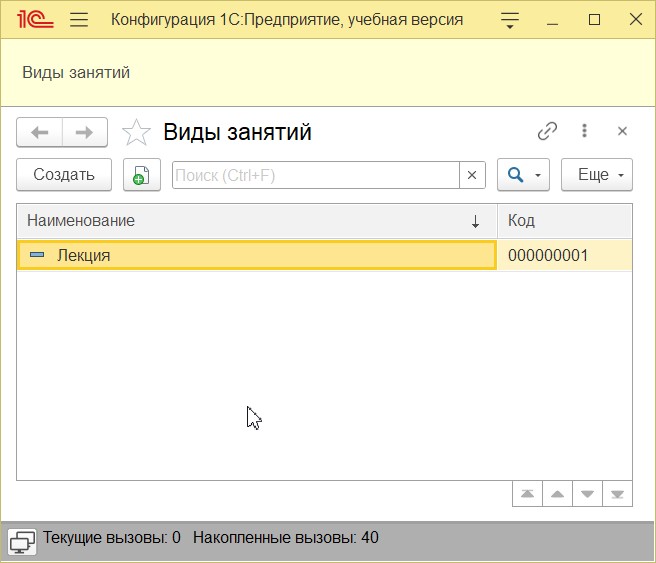 1С Конфигурация 1С:Предприятие, учебная версия
Виды занятий
Виды занятий
Создать Поиск (Ctrl+F) Еще
Наименование Код
Лекция 000000001
Текущие вызовы: 0 Накопленные вызовы: 40